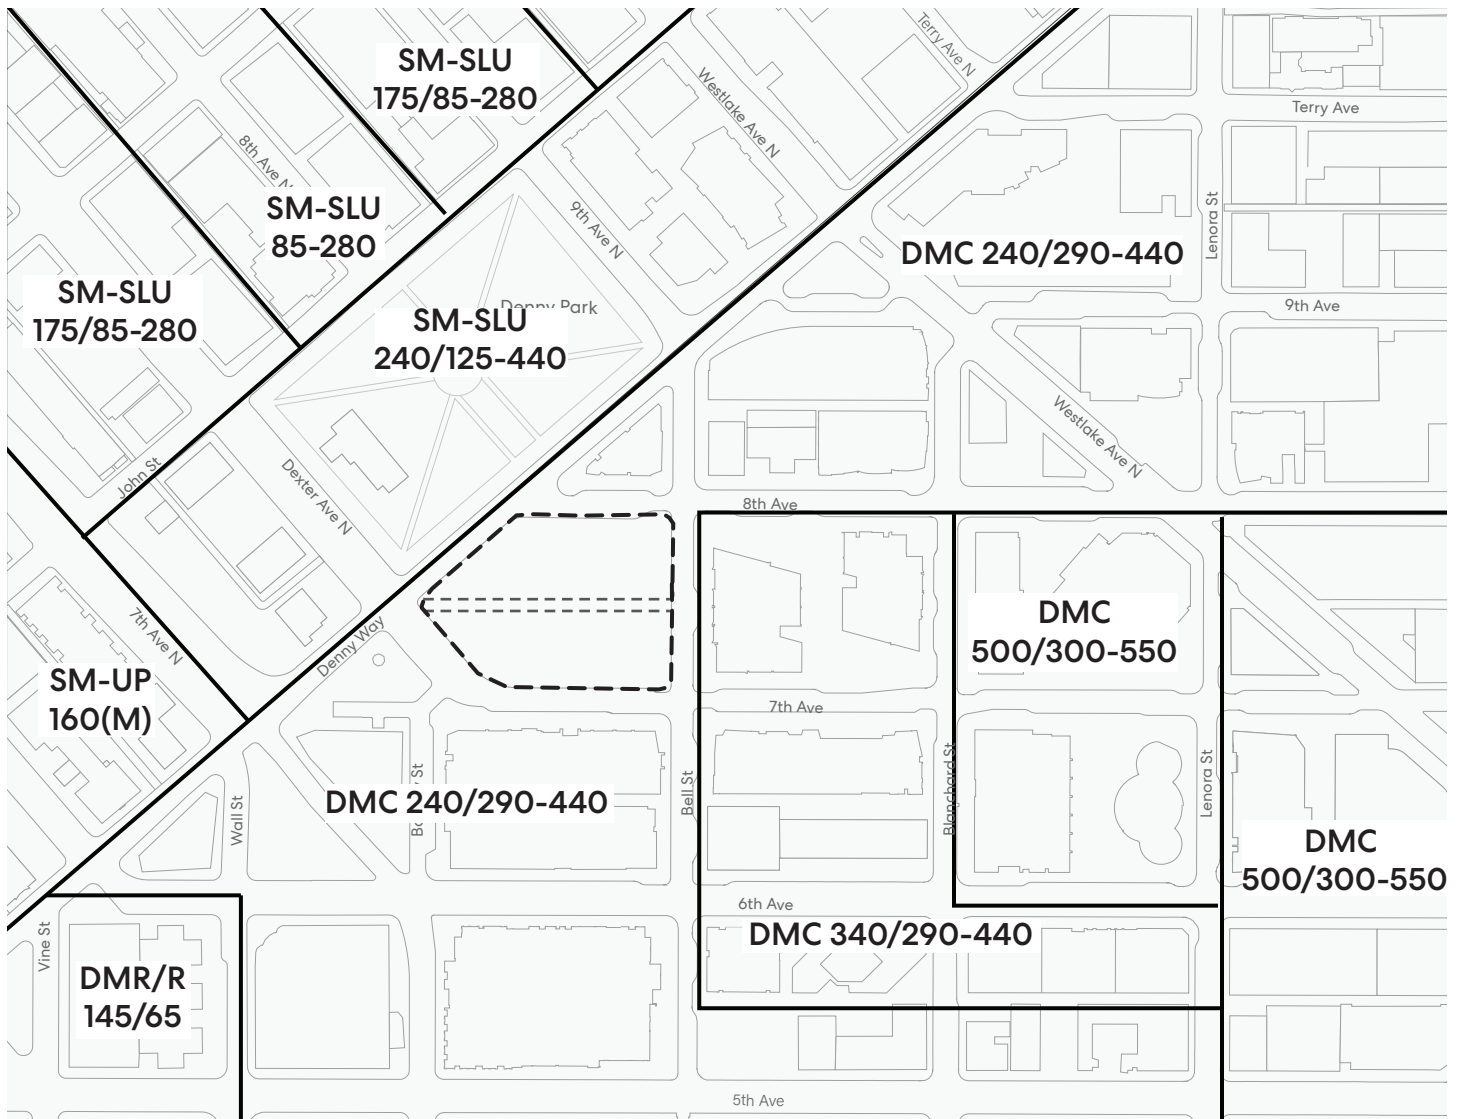 SM-SLU
175/85-280
Terry Ave N
Westlake Ave N
Terry Ave
8th Ave N
SM-SLU
85-280
9th Ave N
Lenora St
DMC 240/290-440
SM-SLU
175/85-280
Denny Park
SM-SLU
240/125-440
9th Ave
Westlake Ave N
John St
Dexter Ave N
8th Ave
DMC
500/300-550
7th Ave N
Denny Way
SM-UP
160(M)
7th Ave
Wall St
DMC 240/290-440
Bell St
Blanchard St
Lenora St
DMC
500/300-550
6th Ave
DMC 340/290-440
Vine St
DMR/R
145/65
5th Ave